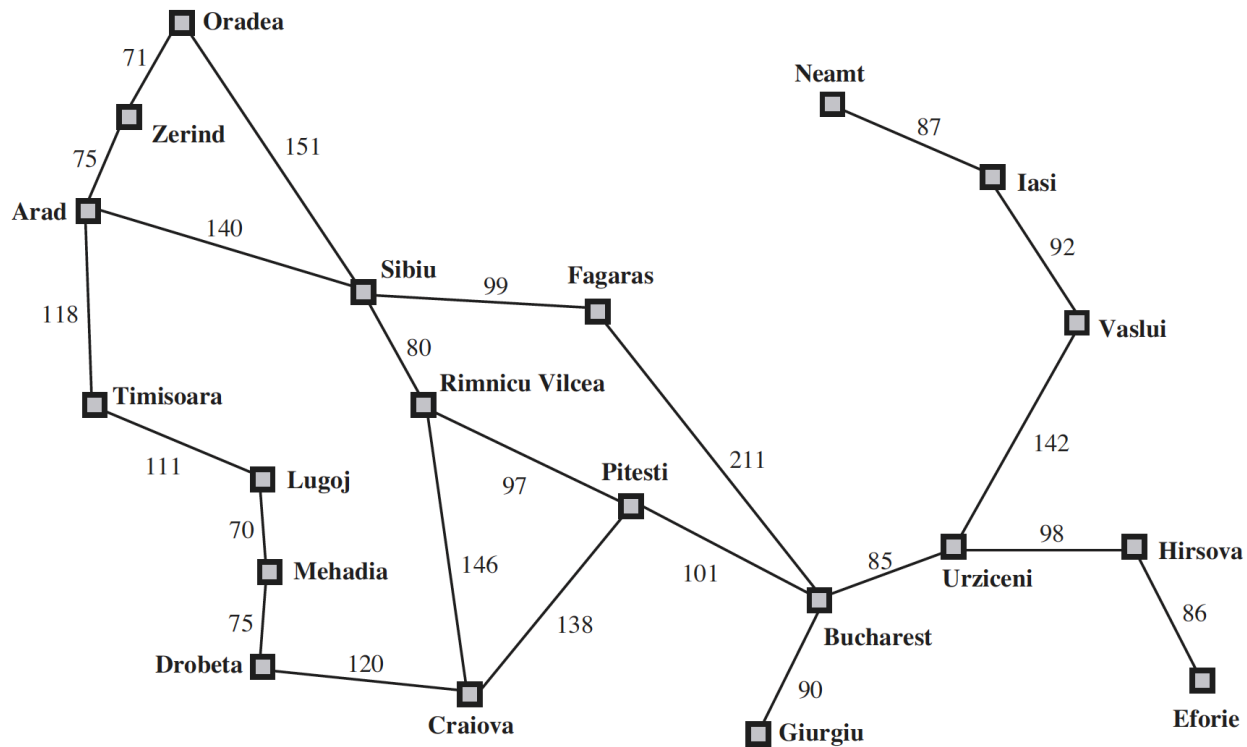 Oradea
71
Neamt
Zerind
87
151
75
Iasi
Arad
140
92
Sibiu
Fagaras
99
118
Vaslui
80
Timisoara
Rimnicu Vilcea
142
111
211
Lugoj
97
Pitesti
70
98
Hirsova
146
85
Mehadia
101
Urziceni
86
75
138
Bucharest
Drobeta
120
90
Craiova
Giurgiu
Eforie